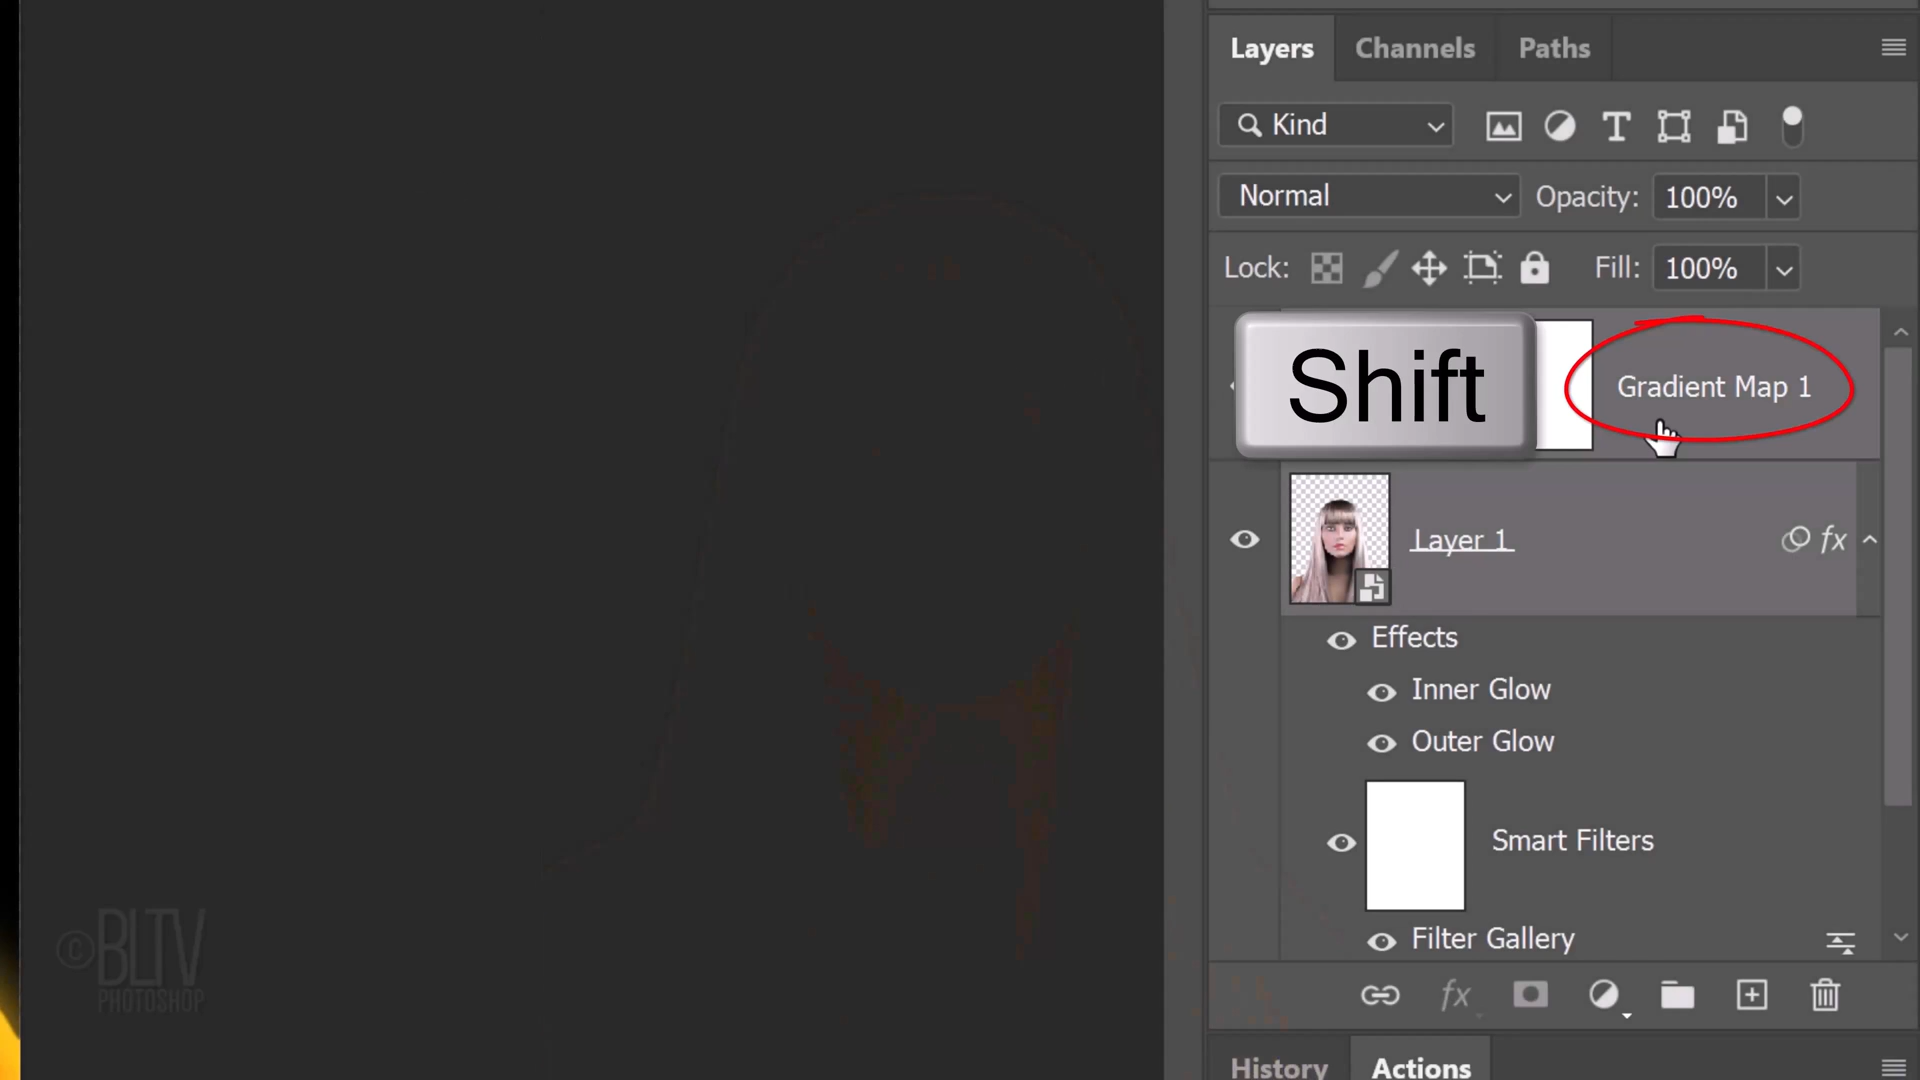 Layers Channels Paths
Kind
Normal Opacity: 100%
Lock: Fill: 100%
Shift Gradient Map 1
Layer 1 fx
Effects
Inner Glow
Outer Glow
Smart Filters
Filter Gallery
fx
History Actions
© BLTV
PHOTOSHOP